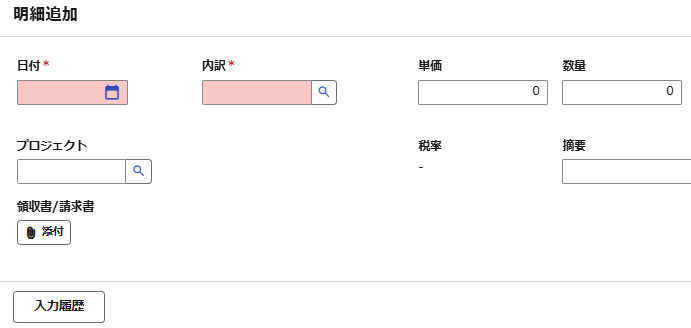 明細追加
日付* 内訳* 単価 数量
0 0
プロジェクト 税率 摘要
-
領収書/請求書
添付
入力履歴